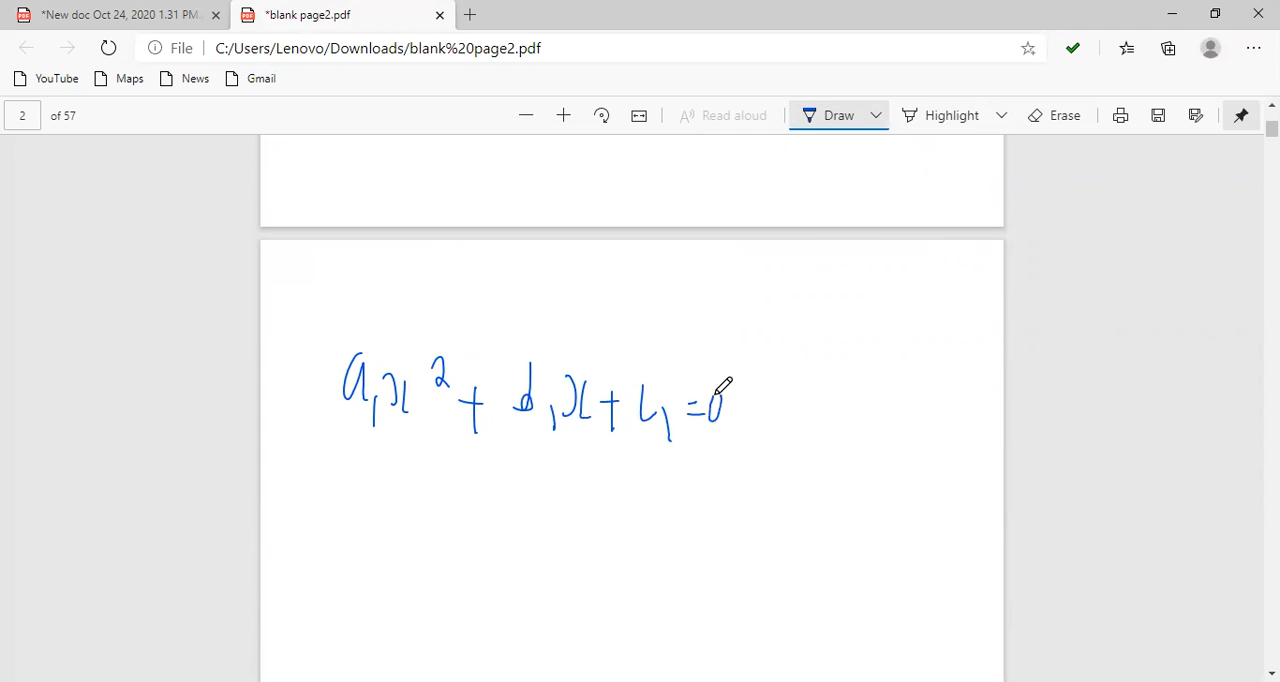 *New doc Oct 24, 2020 1.31 PM.
*blank page2.pdf
File C:/Users/Lenovo/Downloads/blank%20page2.pdf
YouTube Maps News Gmail
2 of 57 Read aloud Draw Highlight Erase
a₁x² + b₁x + c₁ = 0